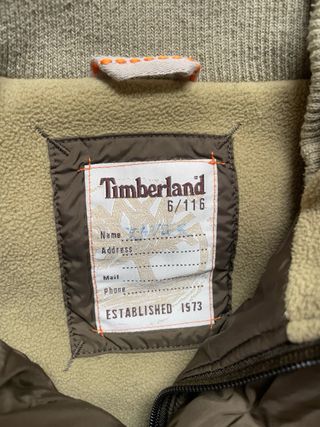 Timberland
6/116
Name
Address
Mail
Phone
ESTABLISHED 1973